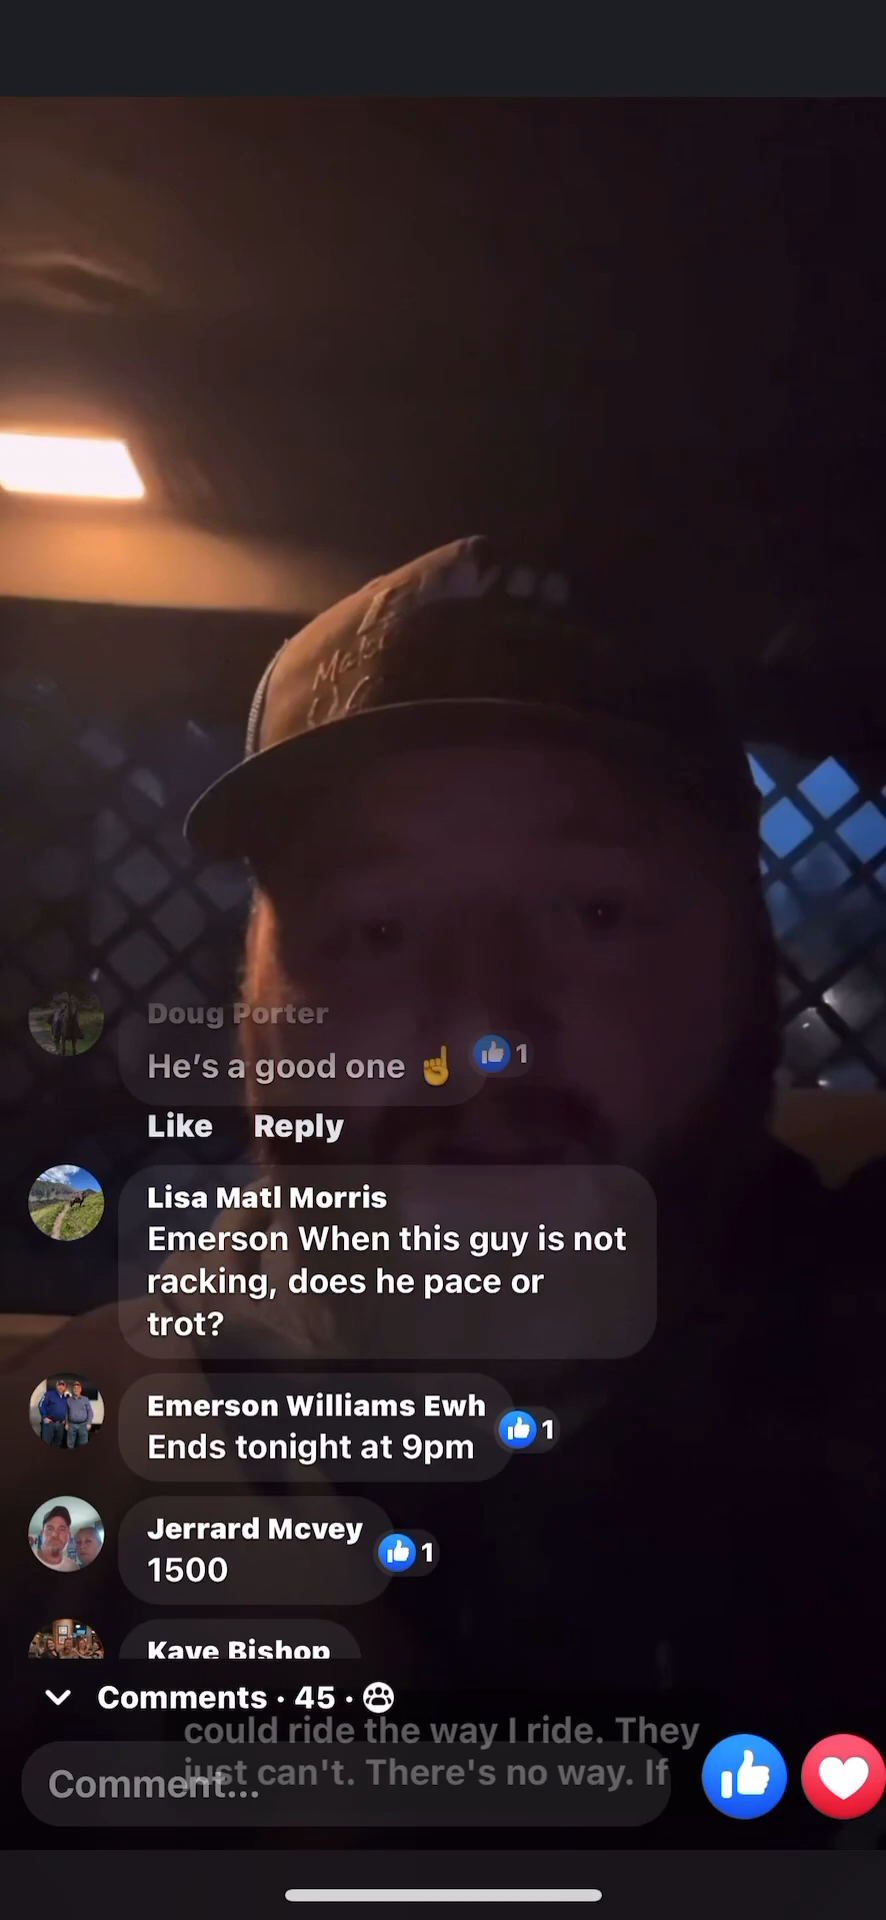 Mak
Doug Porter
He's a good one ☝️ 1
Like Reply
Lisa Matl Morris
Emerson When this guy is not
racking, does he pace or
trot?
Emerson Williams Ewh
Ends tonight at 9pm
1
Jerrard Mcvey
1500
1
Kaye Bishop
Comments · 45 ·
could ride the way I ride. They
just can't. There's no way. If
Comment...